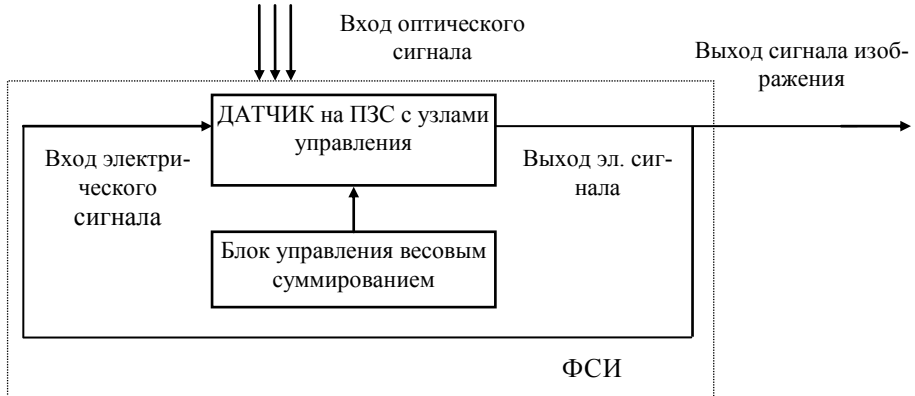 Вход оптического
сигнала
Выход сигнала изоб-
ражения
ДАТЧИК на ПЗС с узлами
управления
Вход электри-
ческого
сигнала
Выход эл. сиг-
нала
Блок управления весовым
суммированием
ФСИ